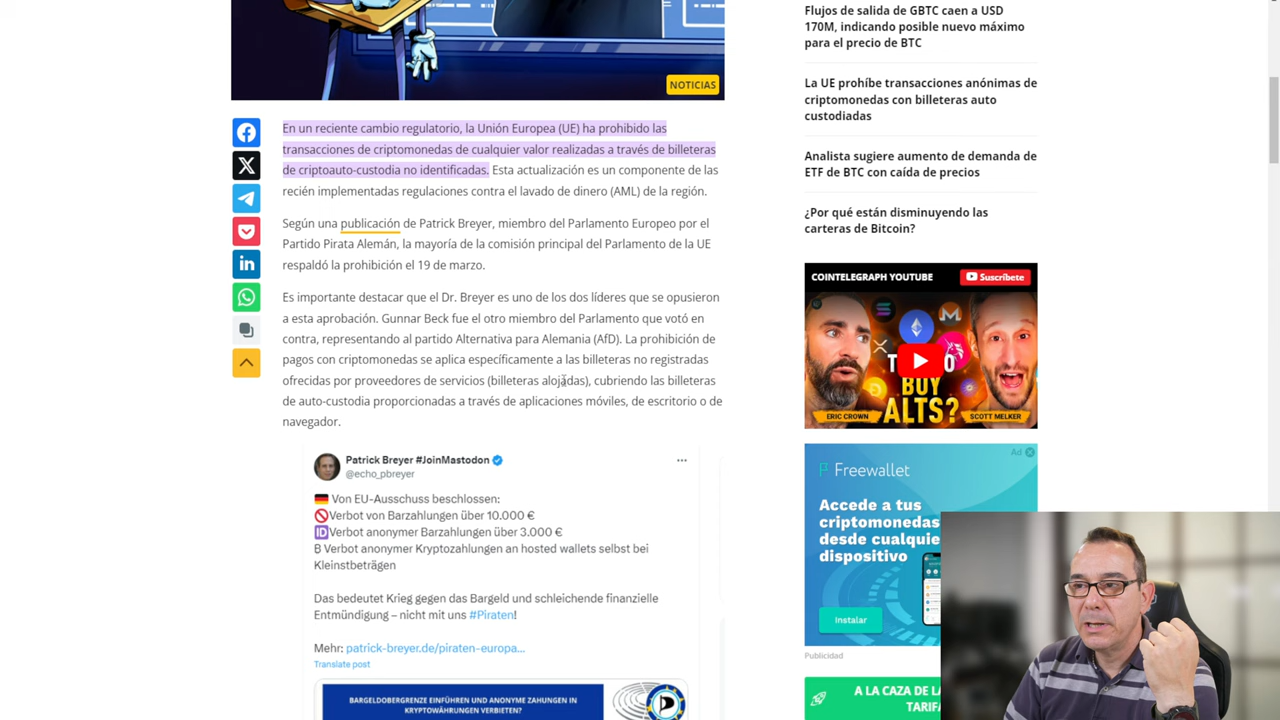 NOTICIAS
En un reciente cambio regulatorio, la Unión Europea (UE) ha prohibido las
transacciones de criptomonedas de cualquier valor realizadas a través de billeteras
de criptoauto-custodia no identificadas. Esta actualización es un componente de las
recién implementadas regulaciones contra el lavado de dinero (AML) de la región.
Según una publicación de Patrick Breyer, miembro del Parlamento Europeo por el
Partido Pirata Alemán, la mayoría de la comisión principal del Parlamento de la UE
respaldó la prohibición el 19 de marzo.
Es importante destacar que el Dr. Breyer es uno de los dos líderes que se opusieron
a esta aprobación. Gunnar Beck fue el otro miembro del Parlamento que votó en
contra, representando al partido Alternativa para Alemania (AfD). La prohibición de
pagos con criptomonedas se aplica específicamente a las billeteras no registradas
ofrecidas por proveedores de servicios (billeteras alojadas), cubriendo las billeteras
de auto-custodia proporcionadas a través de aplicaciones móviles, de escritorio o de
navegador.
Patrick Breyer #JoinMastodon
@echo_pbreyer
Von EU-Ausschuss beschlossen:
Verbot von Barzahlungen über 10.000 €
ID Verbot anonymer Barzahlungen über 3.000 €
₿ Verbot anonymer Kryptozahlungen an hosted wallets selbst bei
Kleinstbeträgen
Das bedeutet Krieg gegen das Bargeld und schleichende finanzielle
Entmündigung – nicht mit uns #Piraten!
Mehr: patrick-breyer.de/piraten-europa...
Translate post
BARGELDOBERGRENZE EINFÜHREN UND ANONYME ZAHUNGEN IN
KRYPTOWÄHRUNGEN VERBIETEN?
Flujos de salida de GBTC caen a USD
170M, indicando posible nuevo máximo
para el precio de BTC
La UE prohíbe transacciones anónimas de
criptomonedas con billeteras auto
custodiadas
Analista sugiere aumento de demanda de
ETF de BTC con caída de precios
¿Por qué están disminuyendo las
carteras de Bitcoin?
COINTELEGRAPH YOUTUBE
Suscríbete
BUY
ALTS?
ERIC CROWN
SCOTT MELKER
Ad
Freewallet
Accede a tus
criptomonedas
desde cualquie
dispositivo
Instalar
Publicidad
A LA CAZA DE LA
TARIFA